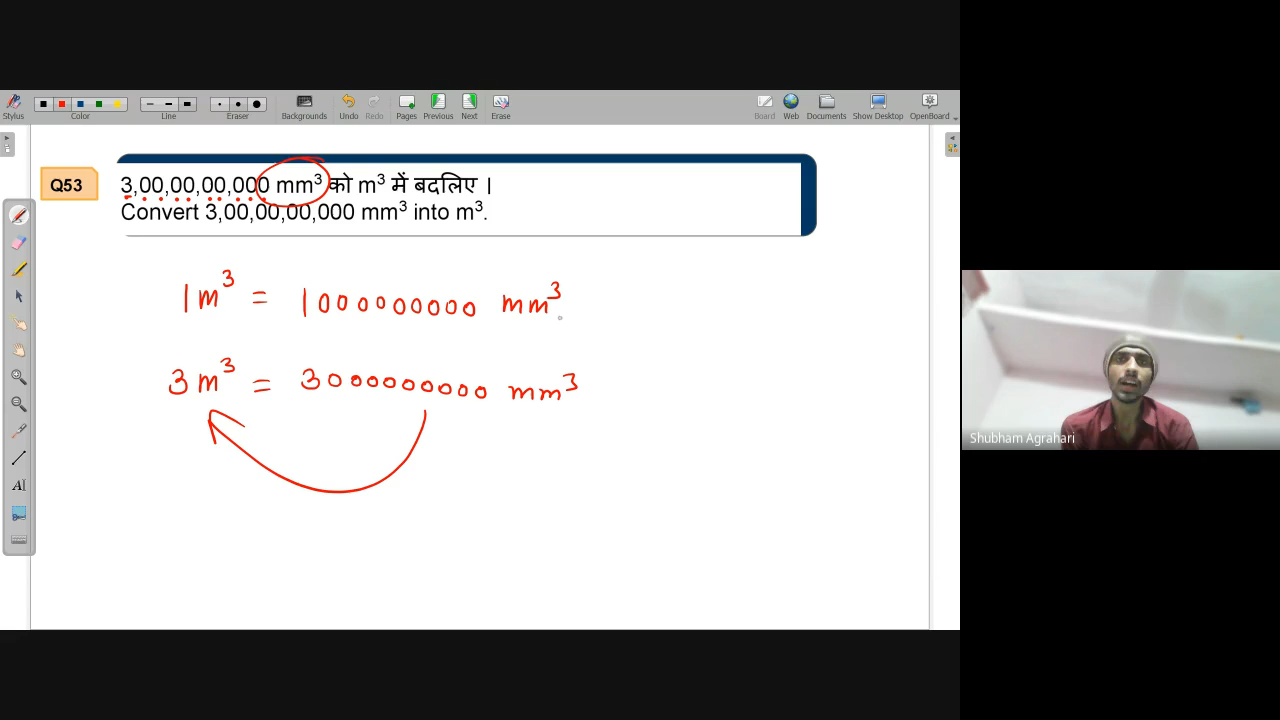 Stylus
Color
Line
Eraser
Backgrounds
Undo
Redo
Pages
Previous
Next
Erase
Board
Web
Documents
Show Desktop
OpenBoard
Q53
3,00,00,00,000 mm³ को m³ में बदलिए ।
Convert 3,00,00,00,000 mm³ into m³.
1m³ = 1000000000 mm³
3m³ = 3000000000 mm³
AI
Shubham Agrahari